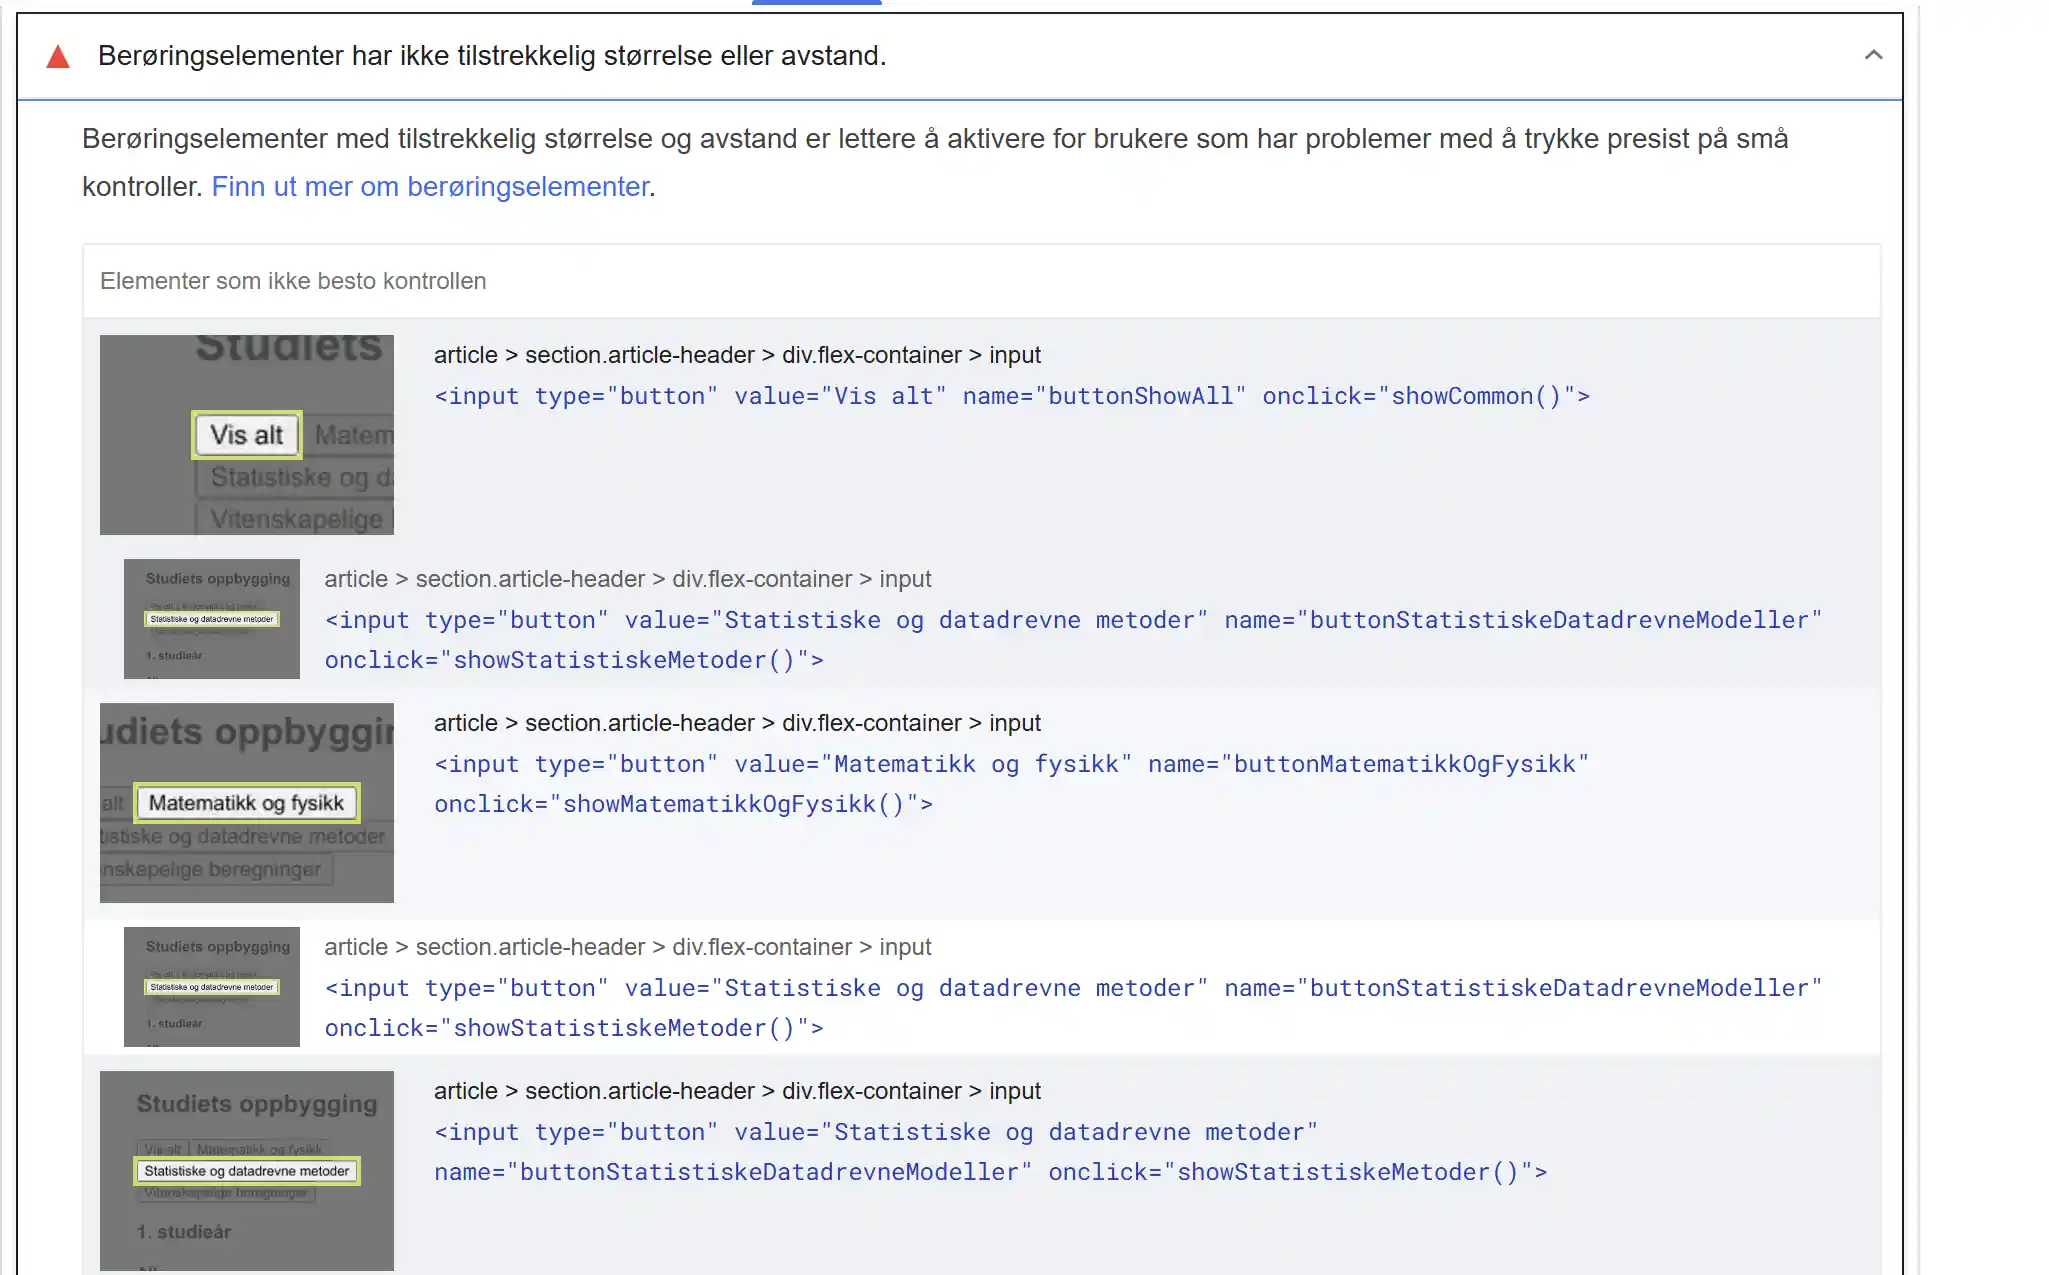 Berøringselementer har ikke tilstrekkelig størrelse eller avstand.
Berøringselementer med tilstrekkelig størrelse og avstand er lettere å aktivere for brukere som har problemer med å trykke presist på små
kontroller. Finn ut mer om berøringselementer.
Elementer som ikke besto kontrollen
Studiets
Vis alt Matem
Statistiske og d
Vitenskapelige
article > section.article-header > div.flex-container > input
<input type="button" value="Vis alt" name="buttonShowAll" onclick="showCommon()">
Studiets oppbygging
Statistiske og datadrevne metoder
1. studieår
article > section.article-header > div.flex-container > input
<input type="button" value="Statistiske og datadrevne metoder" name="buttonStatistiskeDatadrevneModeller"
onclick="showStatistiskeMetoder()">
udiets oppbyggin
alt Matematikk og fysikk
tistiske og datadrevne metoder
nskapelige beregninger
article > section.article-header > div.flex-container > input
<input type="button" value="Matematikk og fysikk" name="buttonMatematikkOgFysikk"
onclick="showMatematikkOgFysikk()">
Studiets oppbygging
Statistiske og datadrevne metoder
1. studieår
article > section.article-header > div.flex-container > input
<input type="button" value="Statistiske og datadrevne metoder" name="buttonStatistiskeDatadrevneModeller"
onclick="showStatistiskeMetoder()">
Studiets oppbygging
Vis alt Matematikk og fysikk
Statistiske og datadrevne metoder
Vitenskapelige beregninger
1. studieår
article > section.article-header > div.flex-container > input
<input type="button" value="Statistiske og datadrevne metoder"
name="buttonStatistiskeDatadrevneModeller" onclick="showStatistiskeMetoder()">